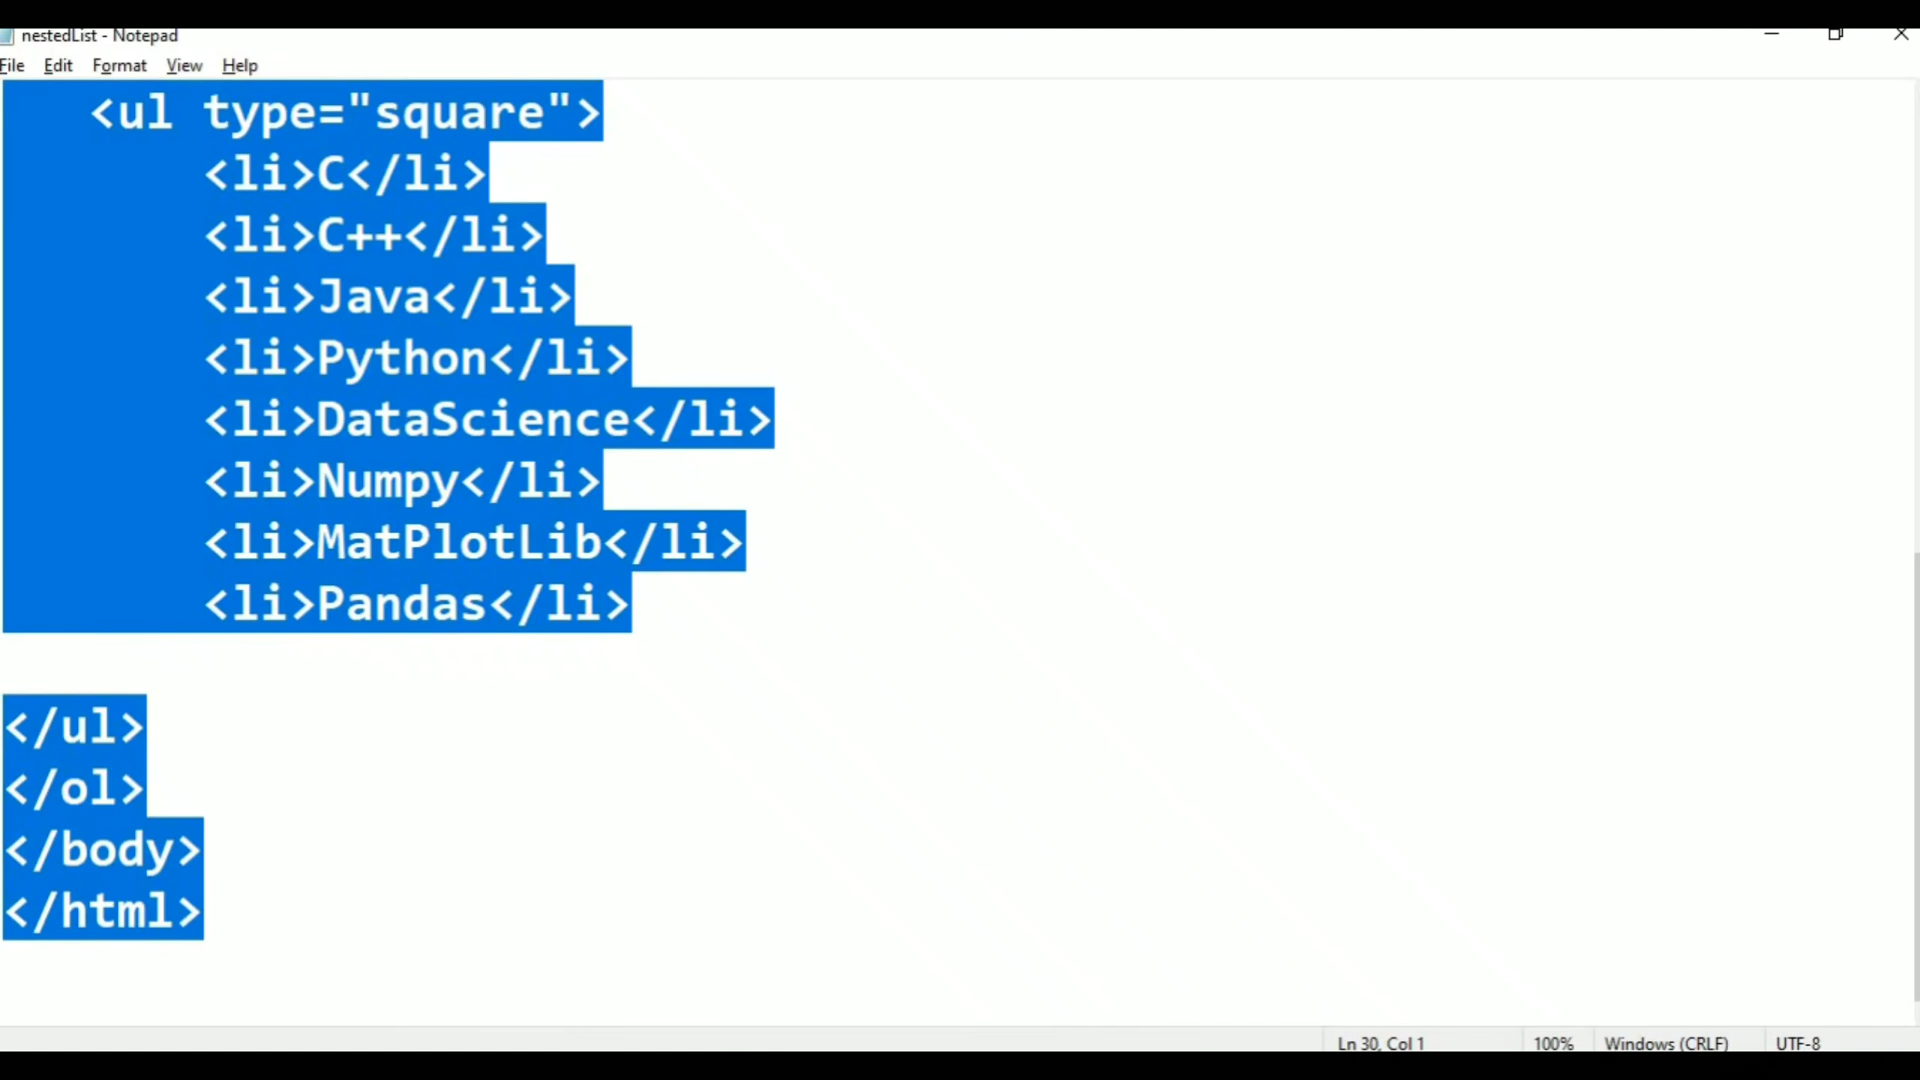 nestedList - Notepad
File Edit Format View Help
<ul type="square">
<li>C</li>
<li>C++</li>
<li>Java</li>
<li>Python</li>
<li>DataScience</li>
<li>Numpy</li>
<li>MatPlotLib</li>
<li>Pandas</li>
</ul>
</ol>
</body>
</html>
Ln 30, Col 1 100% Windows (CRLF) UTF-8